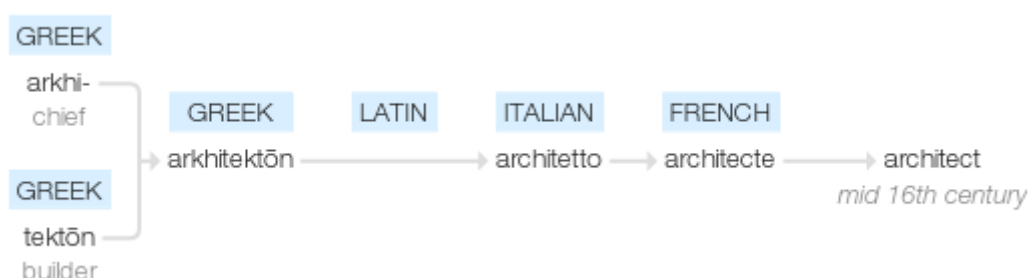 GREEK
arkhi-
chief
GREEK
tektōn
builder
GREEK
arkhitektōn
LATIN
ITALIAN
architetto
FRENCH
architecte
architect
mid 16th century